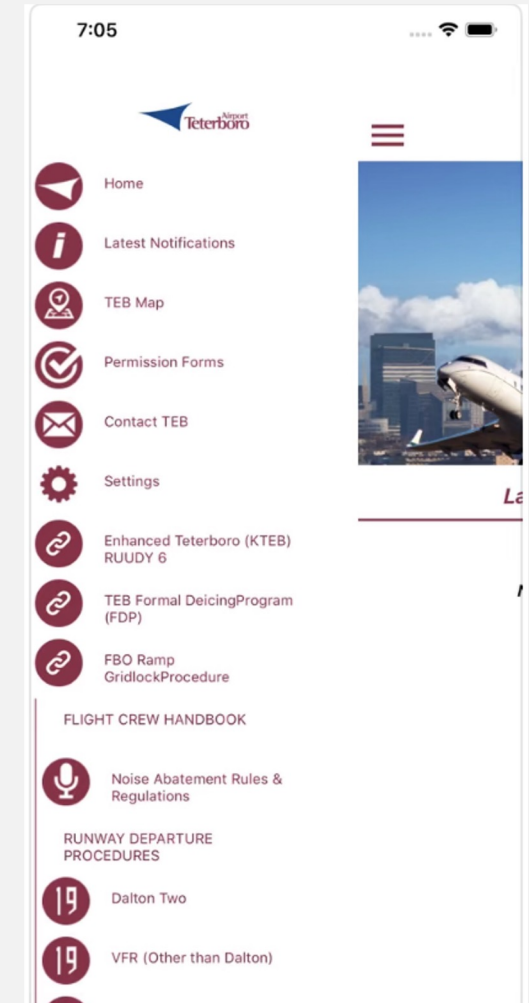 7:05
Airport
Teterboro
Home
Latest Notifications
TEB Map
Permission Forms
Contact TEB
Settings
Enhanced Teterboro (KTEB)
RUUDY 6
TEB Formal DeicingProgram
(FDP)
FBO Ramp
GridlockProcedure
FLIGHT CREW HANDBOOK
Noise Abatement Rules &
Regulations
RUNWAY DEPARTURE
PROCEDURES
19
Dalton Two
19
VFR (Other than Dalton)
La